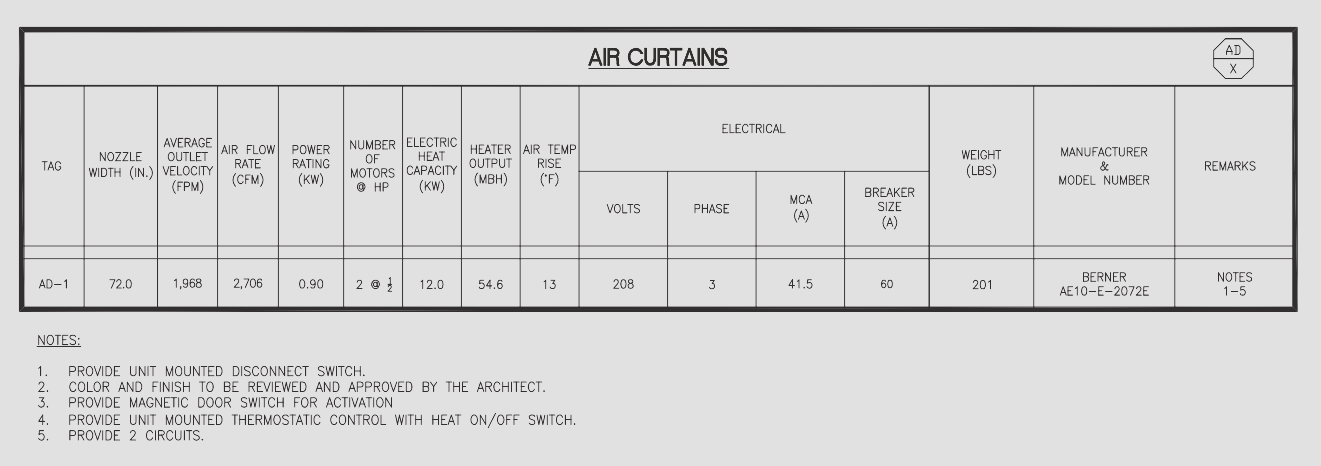 AIR CURTAINS
AD
X
TAG
NOZZLE
WIDTH (IN.)
AVERAGE
OUTLET
VELOCITY
(FPM)
AIR FLOW
RATE
(CFM)
POWER
RATING
(KW)
NUMBER
OF
MOTORS
@ HP
ELECTRIC
HEAT
CAPACITY
(KW)
HEATER
OUTPUT
(MBH)
AIR TEMP
RISE
(°F)
ELECTRICAL
VOLTS
PHASE
MCA
(A)
BREAKER
SIZE
(A)
WEIGHT
(LBS)
MANUFACTURER
&
MODEL NUMBER
REMARKS
AD-1
72.0
1,968
2,706
0.90
2 @ 1/2
12.0
54.6
13
208
3
41.5
60
201
BERNER
AE10-E-2072E
NOTES
1-5
NOTES:
1. PROVIDE UNIT MOUNTED DISCONNECT SWITCH.
2. COLOR AND FINISH TO BE REVIEWED AND APPROVED BY THE ARCHITECT.
3. PROVIDE MAGNETIC DOOR SWITCH FOR ACTIVATION
4. PROVIDE UNIT MOUNTED THERMOSTATIC CONTROL WITH HEAT ON/OFF SWITCH.
5. PROVIDE 2 CIRCUITS.